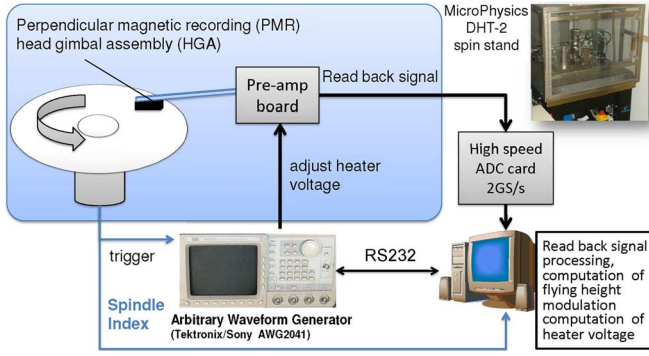 Perpendicular magnetic recording (PMR)
head gimbal assembly (HGA)
MicroPhysics
DHT-2
spin stand
Pre-amp
board
Read back signal
adjust heater
voltage
High speed
ADC card
2GS/s
trigger
Spindle
Index
RS232
Arbitrary Waveform Generator
(Tektronix/Sony AWG2041)
Read back signal
processing,
computation of
flying height
modulation
computation of
heater voltage